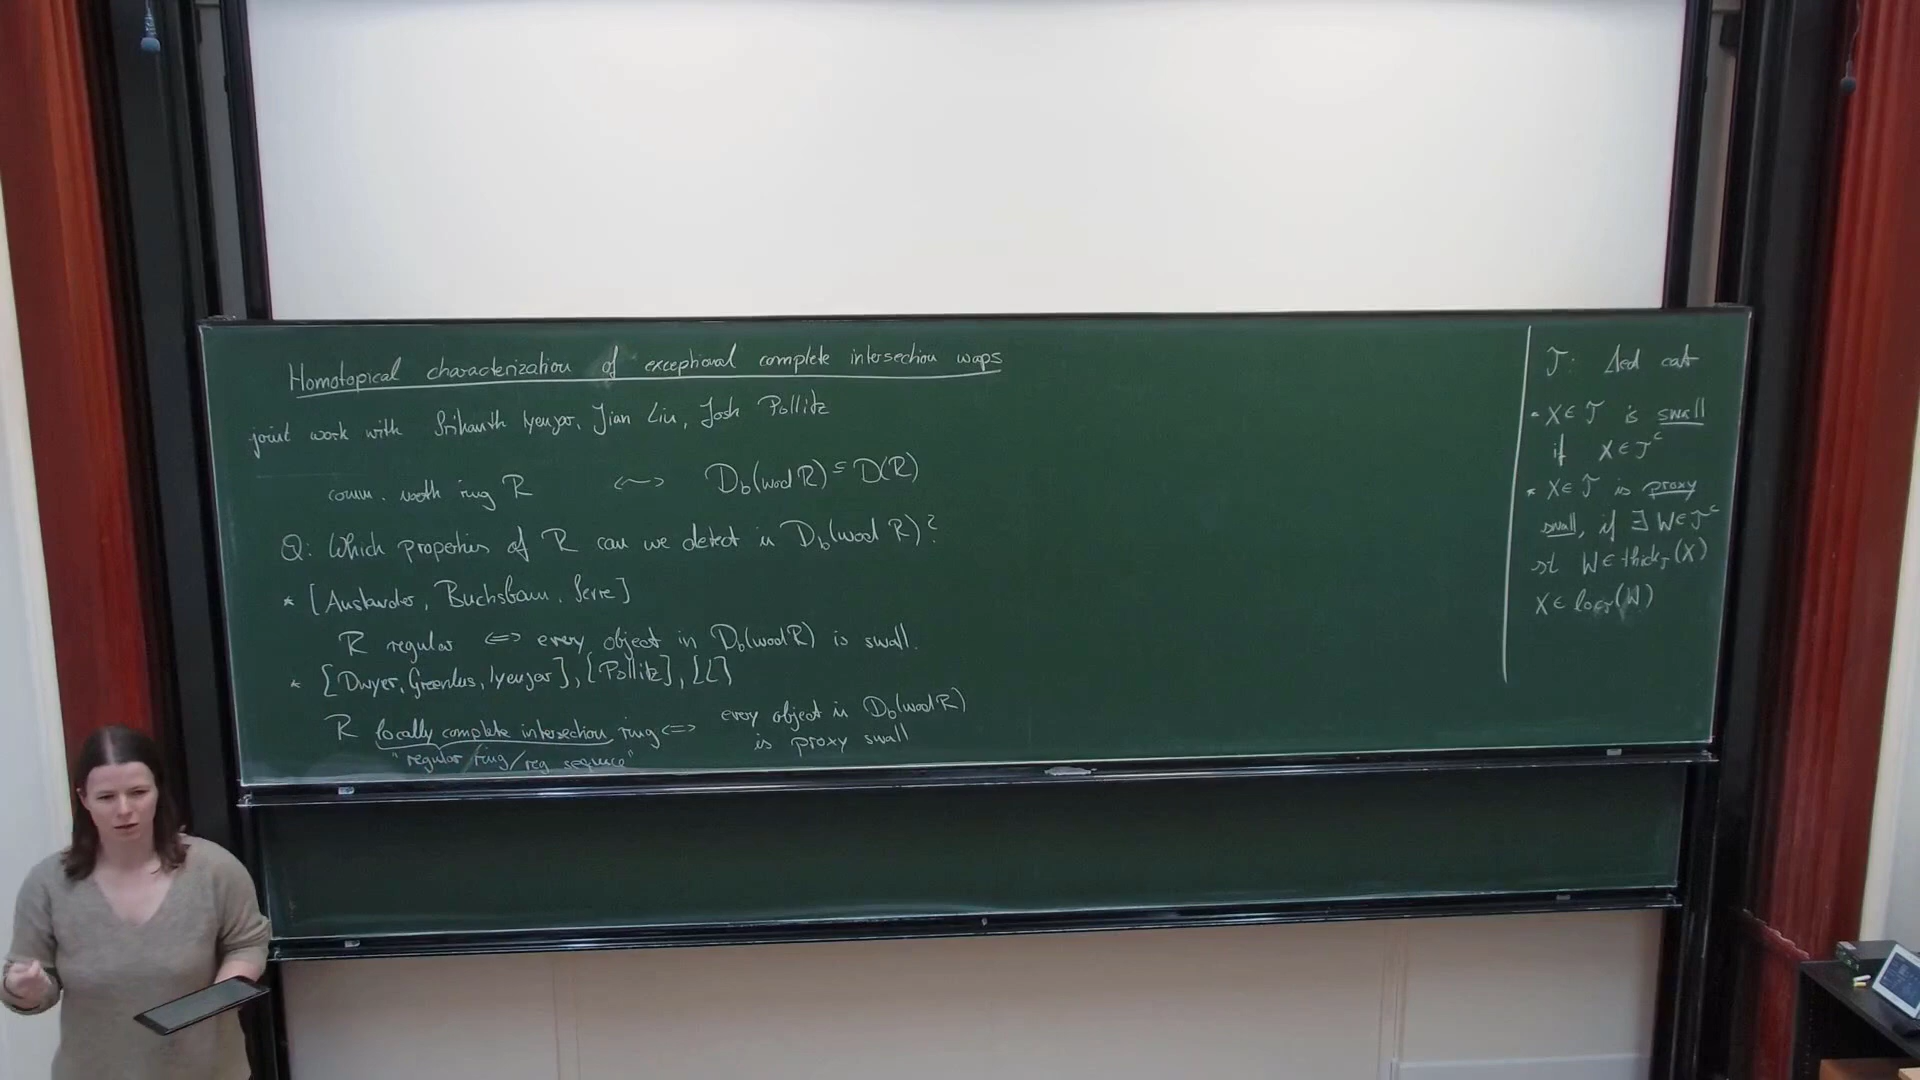 Homotopical characterization of exceptional complete intersection maps
joint work with Srikanth Iyengar, Jian Liu, Josh Pollitz
comm. noeth ring R <~> D_b(mod R) ⊆ D(R)
Q: Which properties of R can we detect in D_b(mod R)?
* [Auslander, Buchsbaum, Serre]
R regular <=> every object in D_b(mod R) is small.
* [Dwyer, Greenlees, Iyengar], [Pollitz], [L]
R locally complete intersection ring <=> every object in D_b(mod R) is proxy small
"regular ring/reg sequence"
T: Δed cat
* X ∈ T is small
if X ∈ T^c
* X ∈ T is proxy
small, if ∃ W ∈ T^c
st W ∈ thick_T(X)
X ∈ loc_T(W)